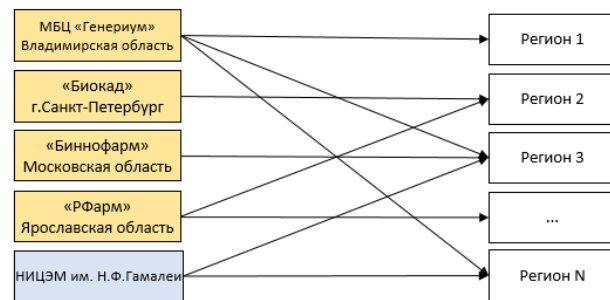 МБЦ «Генериум»
Владимирская область
Регион 1
«Биокад»
г.Санкт-Петербург
Регион 2
«Биннофарм»
Московская область
Регион 3
«РФарм»
Ярославская область
...
НИЦЭМ им. Н.Ф.Гамалеи
Регион N